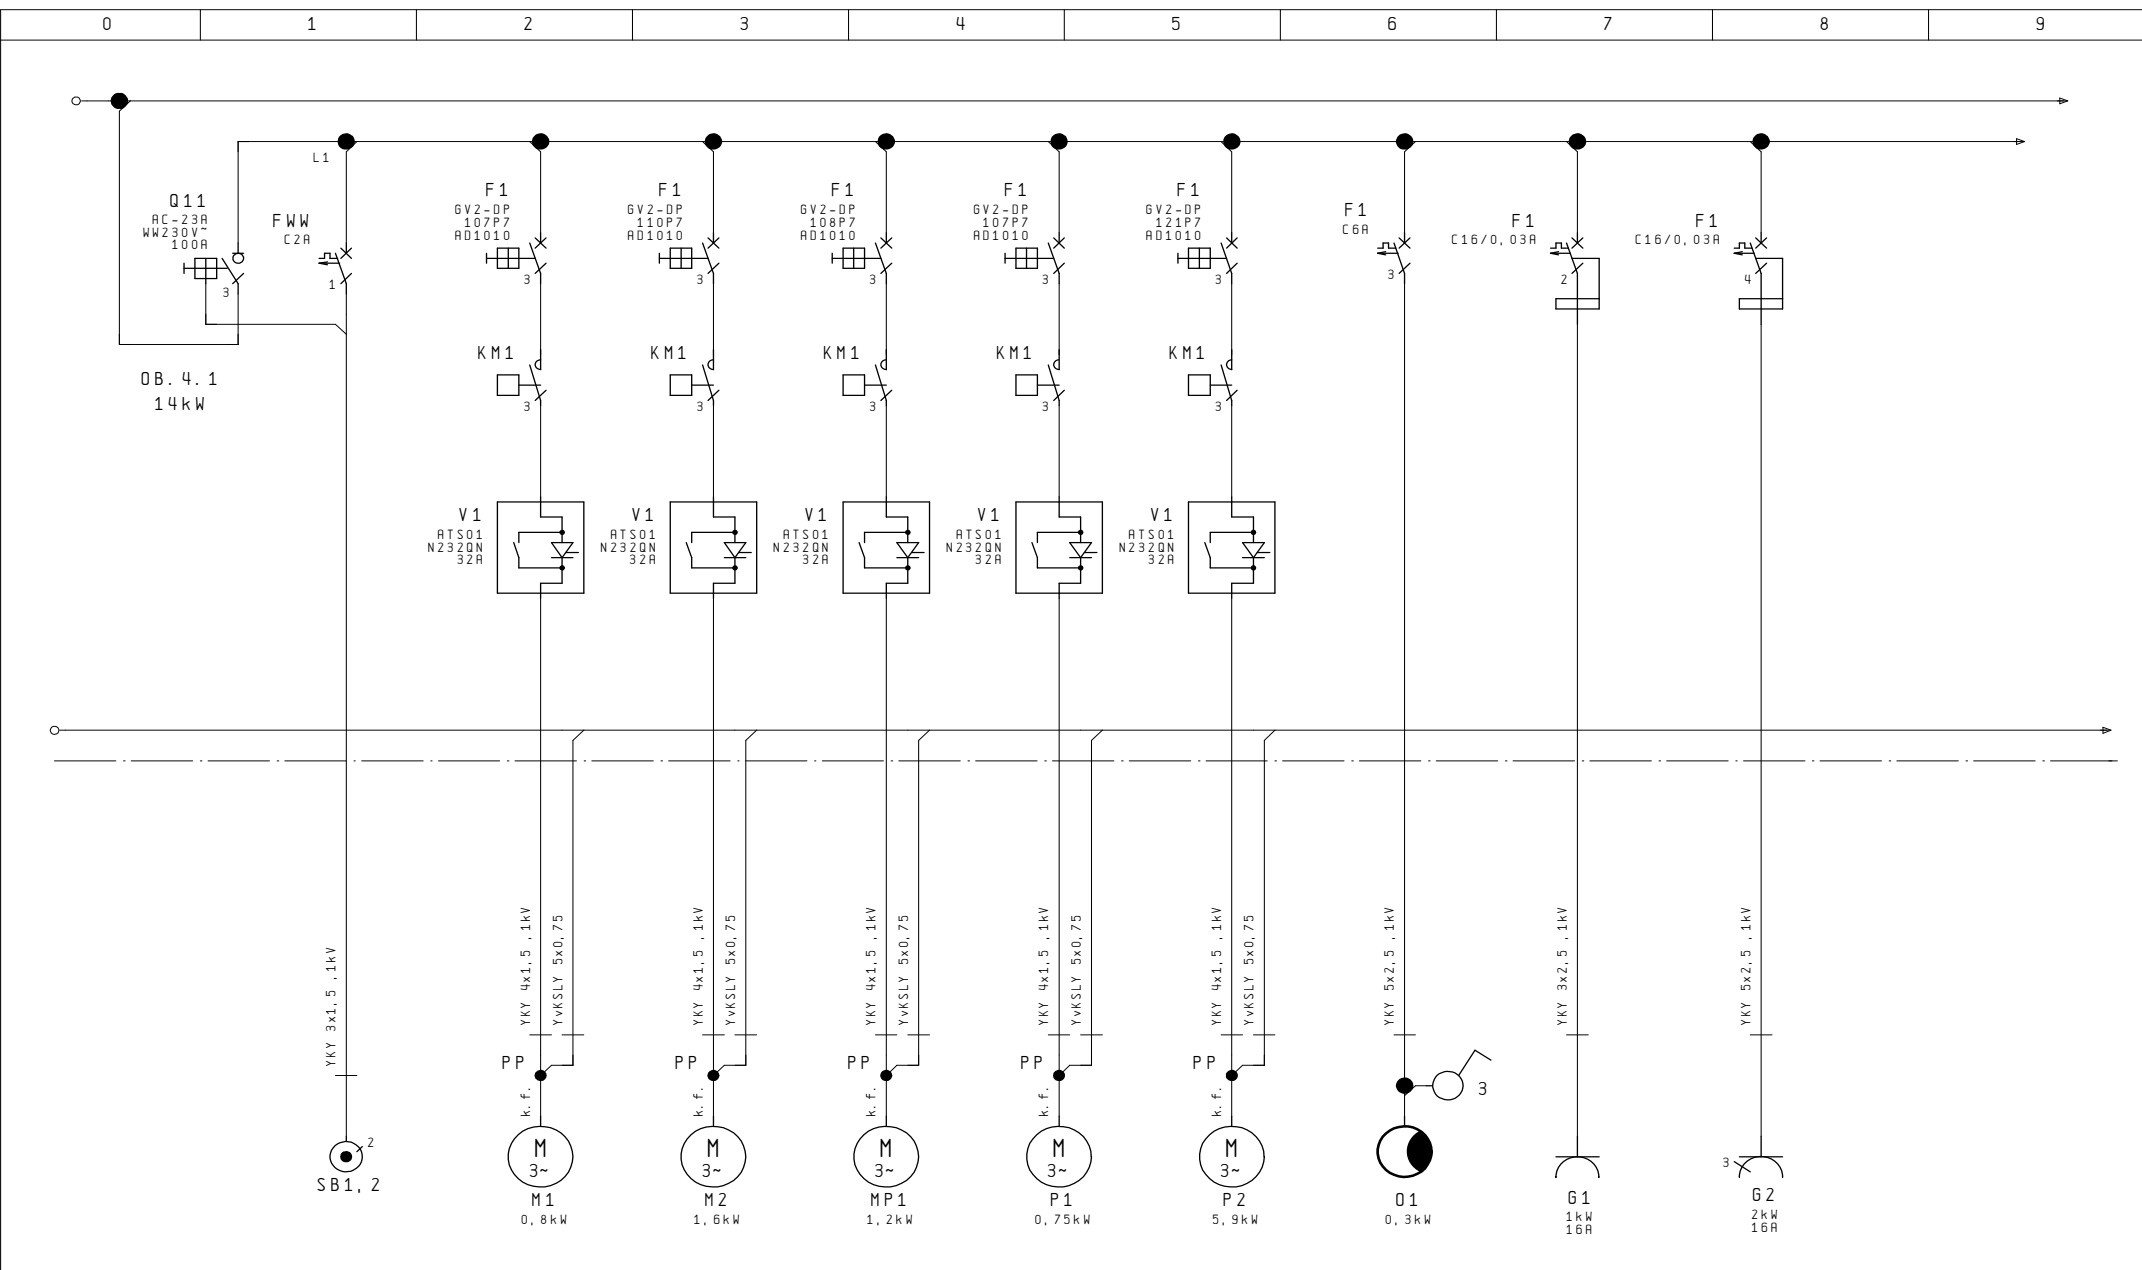 0 1 2 3 4 5 6 7 8 9
L1
Q11
AC-23A
WW230V~
100A
3
OB.4.1
14kW
FWW
C2A
1
F1
GV2-DP
107P7
AD1010
3
F1
GV2-DP
110P7
AD1010
3
F1
GV2-DP
108P7
AD1010
3
F1
GV2-DP
107P7
AD1010
3
F1
GV2-DP
121P7
AD1010
3
F1
C6A
3
F1
C16/0,03A
2
F1
C16/0,03A
4
KM1
3
KM1
3
KM1
3
KM1
3
KM1
3
V1
ATS01
N232QN
32A
V1
ATS01
N232QN
32A
V1
ATS01
N232QN
32A
V1
ATS01
N232QN
32A
V1
ATS01
N232QN
32A
YKY 3x1,5 ,1kV
YKY 4x1,5 ,1kV
YvKSLY 5x0,75
YKY 4x1,5 ,1kV
YvKSLY 5x0,75
YKY 4x1,5 ,1kV
YvKSLY 5x0,75
YKY 4x1,5 ,1kV
YvKSLY 5x0,75
YKY 4x1,5 ,1kV
YvKSLY 5x0,75
YKY 5x2,5 ,1kV
YKY 3x2,5 ,1kV
YKY 5x2,5 ,1kV
PP
k.f.
PP
k.f.
PP
k.f.
PP
k.f.
PP
k.f.
3
2
SB1,2
M
3~
M1
0,8kW
M
3~
M2
1,6kW
M
3~
MP1
1,2kW
M
3~
P1
0,75kW
M
3~
P2
5,9kW
O1
0,3kW
G1
1kW
16A
3
G2
2kW
16A